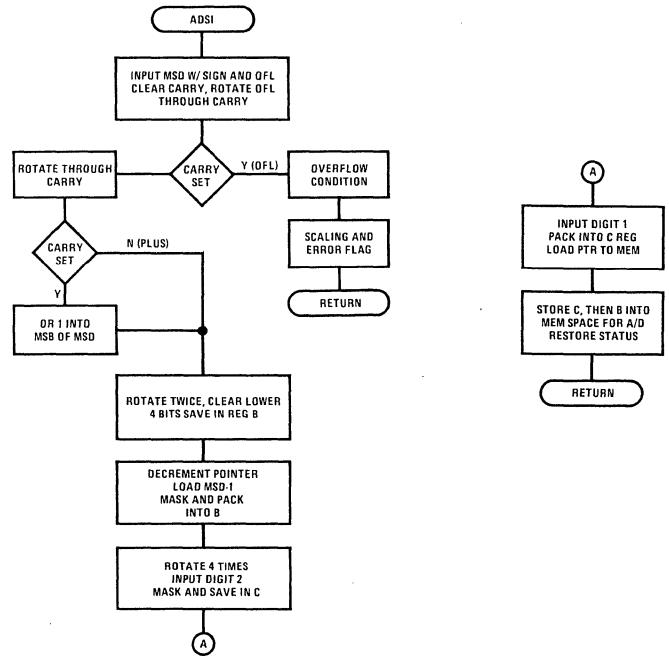 ADSI
INPUT MSD W/ SIGN AND OFL
CLEAR CARRY, ROTATE OFL
THROUGH CARRY
CARRY
SET
Y (OFL)
OVERFLOW
CONDITION
SCALING AND
ERROR FLAG
RETURN
ROTATE THROUGH
CARRY
CARRY
SET
N (PLUS)
Y
OR 1 INTO
MSB OF MSD
ROTATE TWICE, CLEAR LOWER
4 BITS SAVE IN REG B
DECREMENT POINTER
LOAD MSD-1
MASK AND PACK
INTO B
ROTATE 4 TIMES
INPUT DIGIT 2
MASK AND SAVE IN C
A
A
INPUT DIGIT 1
PACK INTO C REG
LOAD PTR TO MEM
STORE C, THEN B INTO
MEM SPACE FOR A/D
RESTORE STATUS
RETURN